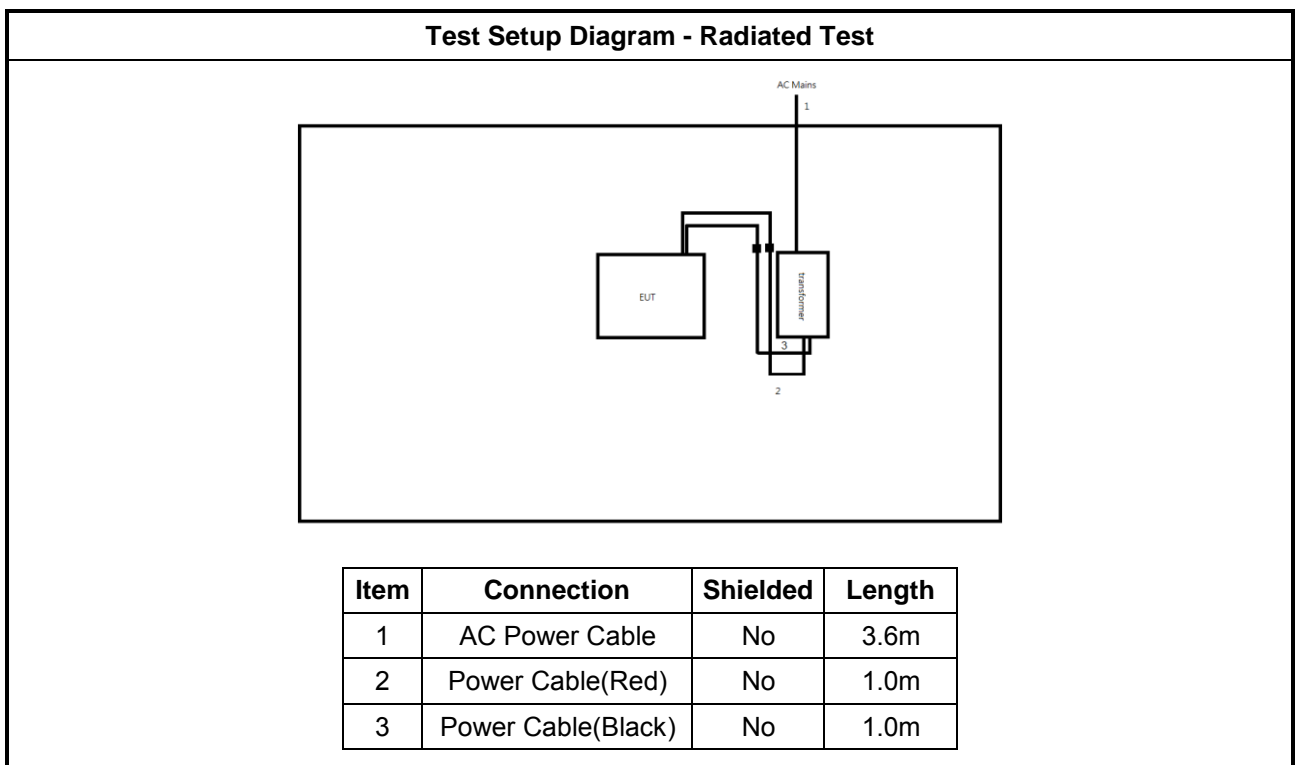 Test Setup Diagram - Radiated Test
AC Mains
1
EUT
transformer
3
2
Item Connection Shielded Length
1 AC Power Cable No 3.6m
2 Power Cable(Red) No 1.0m
3 Power Cable(Black) No 1.0m